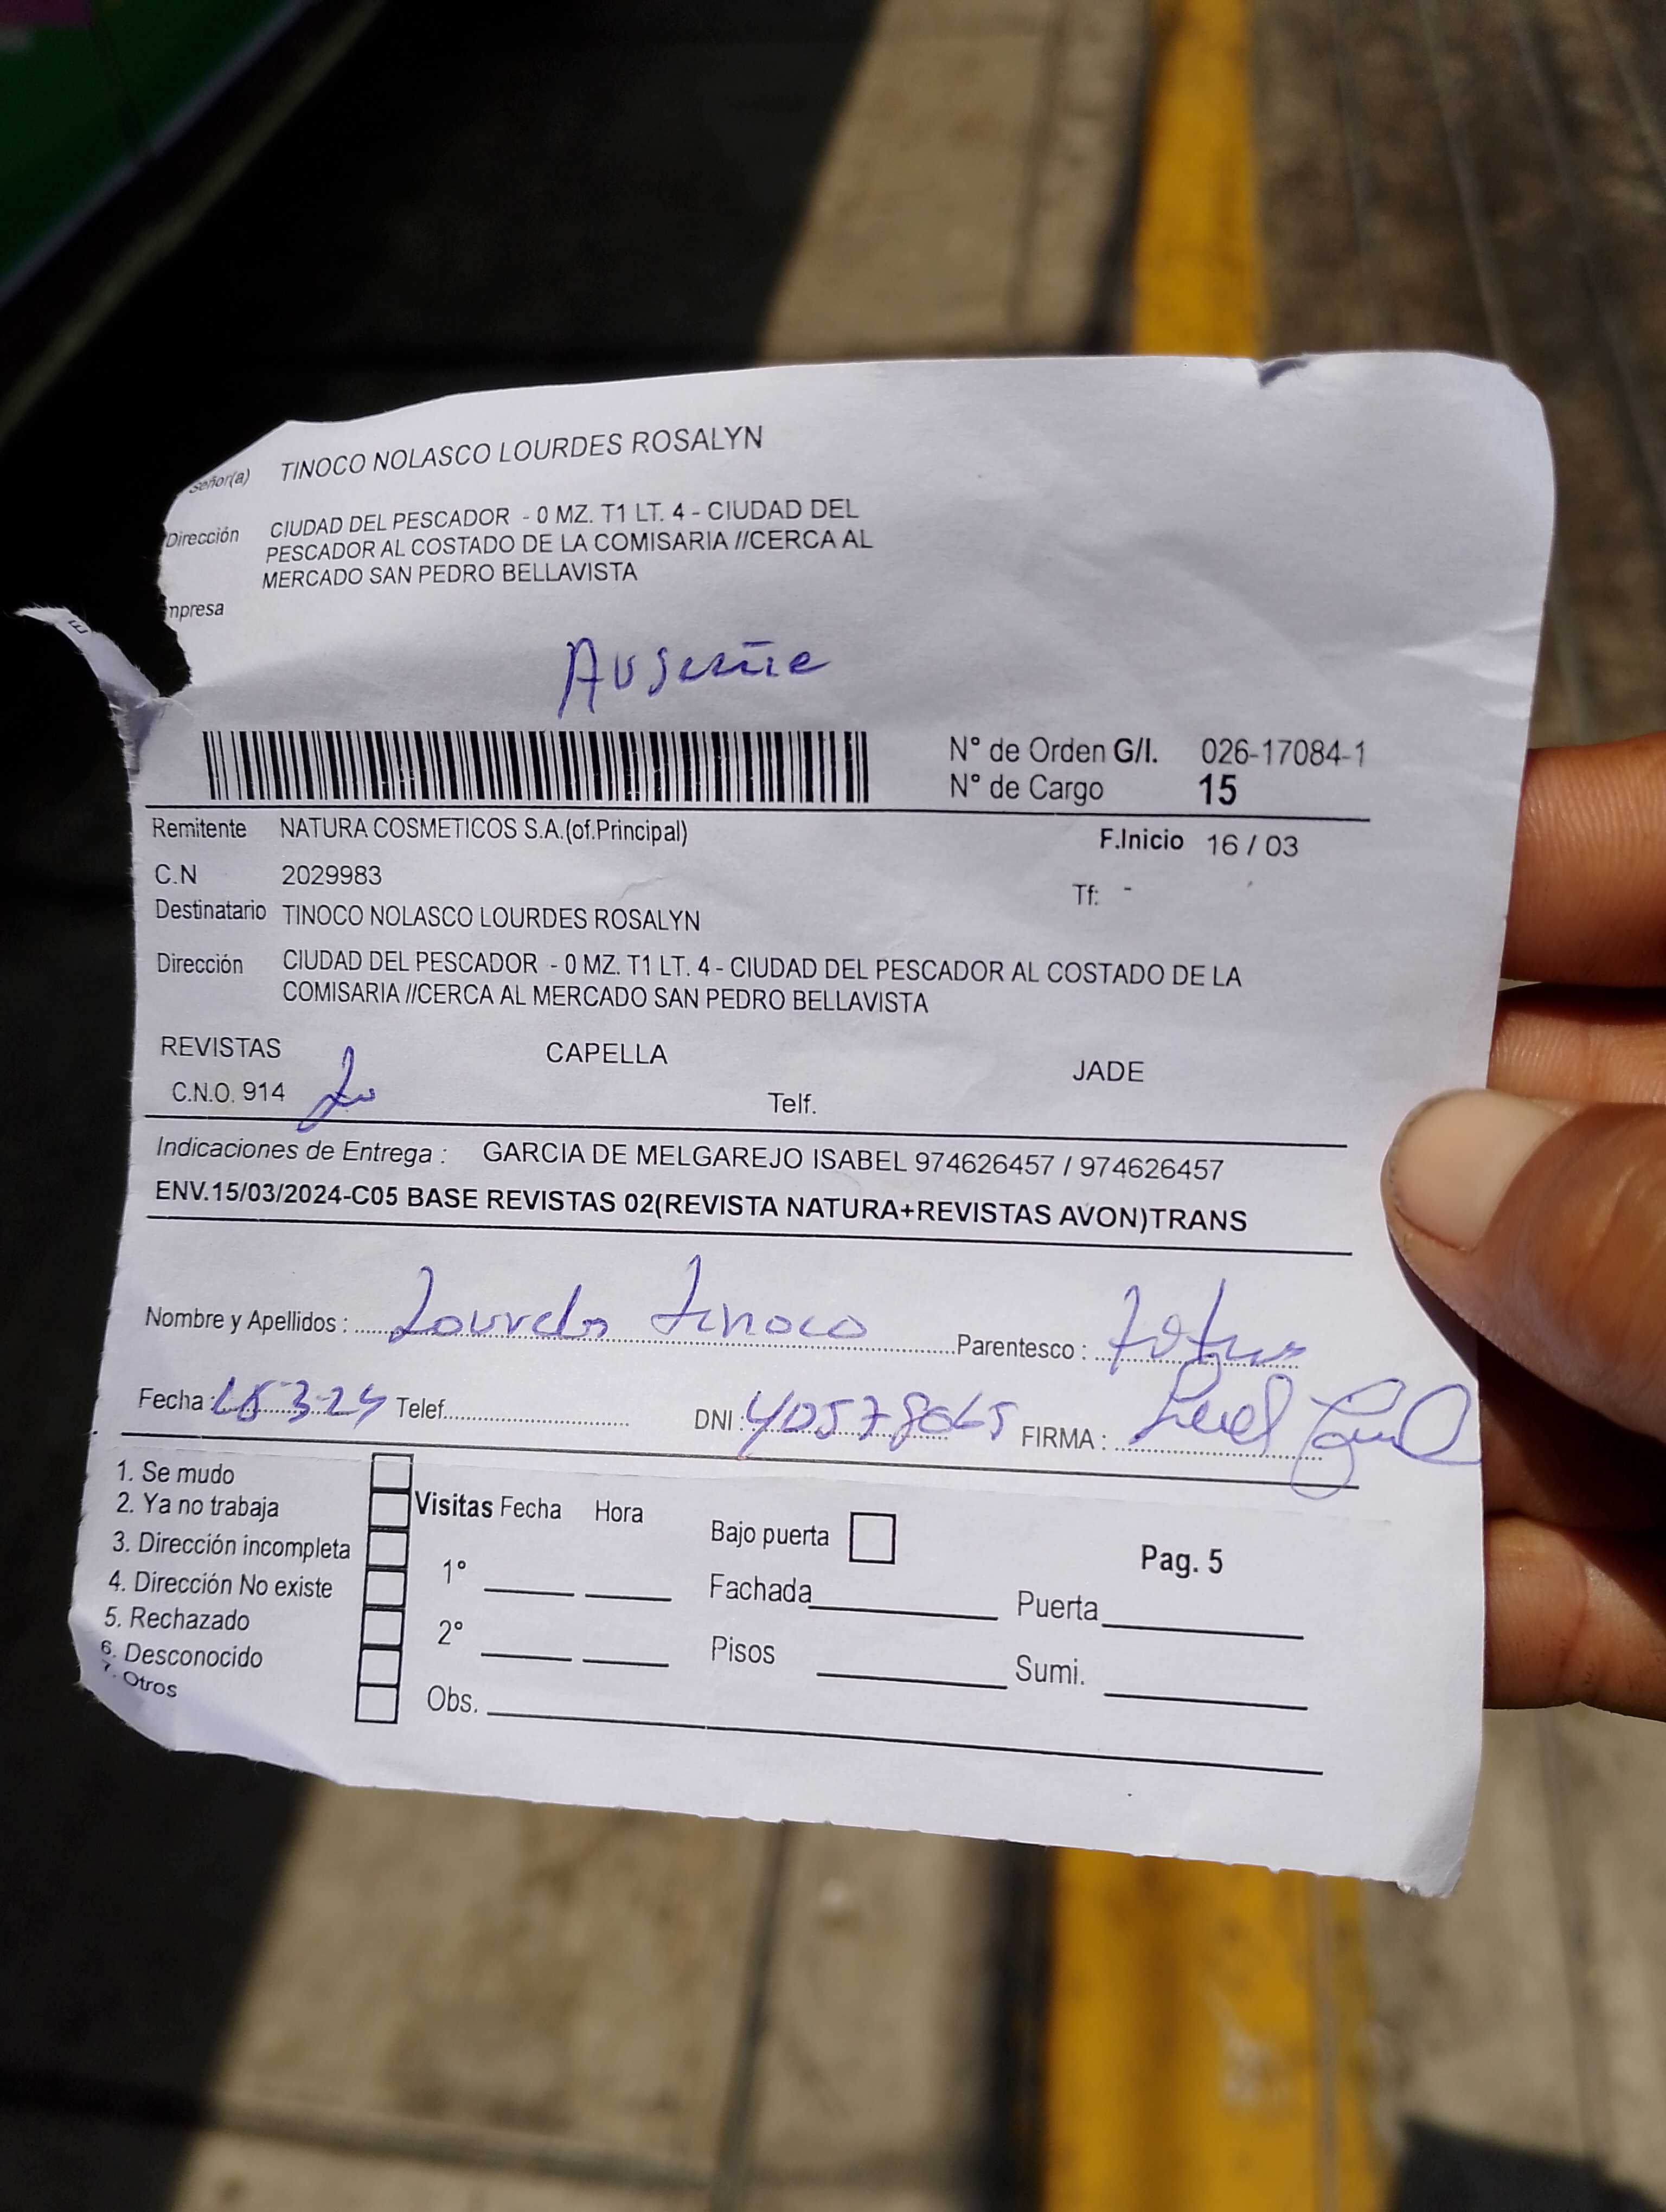 Señor(a) TINOCO NOLASCO LOURDES ROSALYN
Dirección CIUDAD DEL PESCADOR - 0 MZ. T1 LT. 4 - CIUDAD DEL
PESCADOR AL COSTADO DE LA COMISARIA //CERCA AL
MERCADO SAN PEDRO BELLAVISTA
mpresa
E
Ausente
N° de Orden G/I. 026-17084-1
N° de Cargo 15
Remitente NATURA COSMETICOS S.A.(of.Principal) F.Inicio 16 / 03
C.N 2029983 Tf: -
Destinatario TINOCO NOLASCO LOURDES ROSALYN
Dirección CIUDAD DEL PESCADOR - 0 MZ. T1 LT. 4 - CIUDAD DEL PESCADOR AL COSTADO DE LA
COMISARIA //CERCA AL MERCADO SAN PEDRO BELLAVISTA
REVISTAS CAPELLA JADE
C.N.O. 914 Telf.
Indicaciones de Entrega : GARCIA DE MELGAREJO ISABEL 974626457 / 974626457
ENV.15/03/2024-C05 BASE REVISTAS 02(REVISTA NATURA+REVISTAS AVON)TRANS
Nombre y Apellidos : Lourdes Tinoco Parentesco :
Fecha : Telef. DNI : 40578065 FIRMA :
1. Se mudo
2. Ya no trabaja Visitas Fecha Hora Bajo puerta Pag. 5
3. Dirección incompleta
4. Dirección No existe 1° Fachada Puerta
5. Rechazado
6. Desconocido 2° Pisos Sumi.
7. Otros Obs.